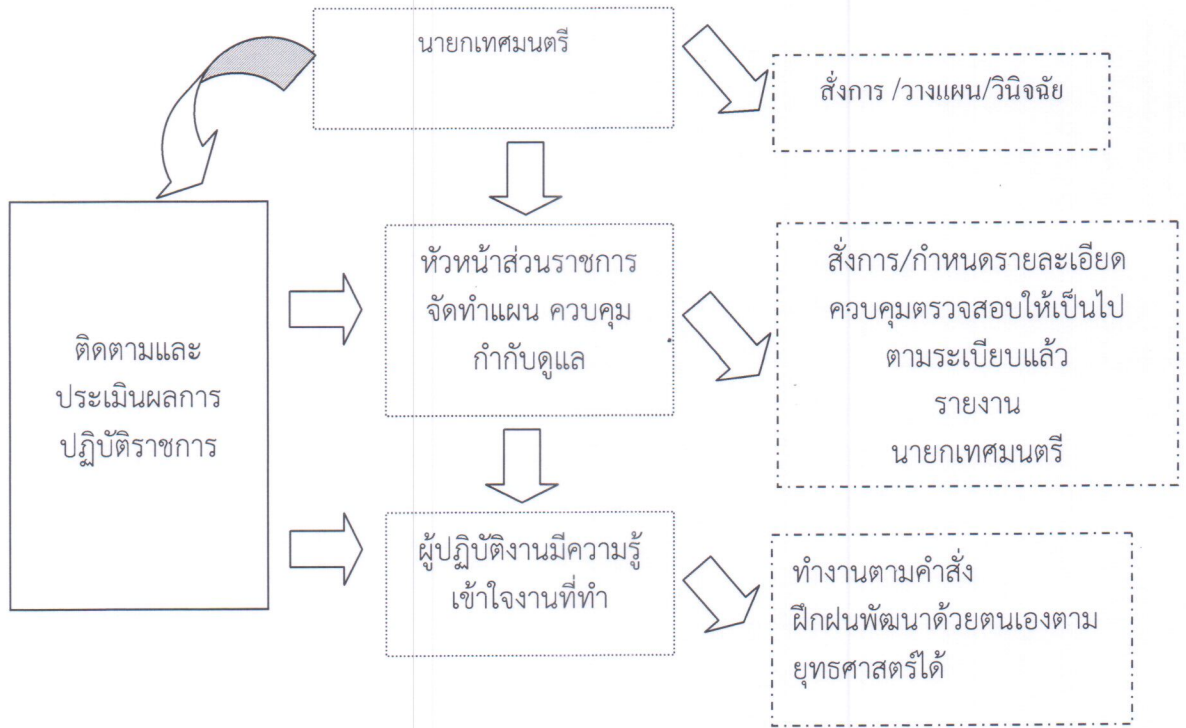 นายกเทศมนตรี
สั่งการ /วางแผน/วินิจฉัย
หัวหน้าส่วนราชการ
จัดทำแผน ควบคุม
กำกับดูแล
สั่งการ/กำหนดรายละเอียด
ควบคุมตรวจสอบให้เป็นไป
ตามระเบียบแล้ว
รายงาน
นายกเทศมนตรี
ติดตามและ
ประเมินผลการ
ปฏิบัติราชการ
ผู้ปฏิบัติงานมีความรู้
เข้าใจงานที่ทำ
ทำงานตามคำสั่ง
ฝึกฝนพัฒนาด้วยตนเองตาม
ยุทธศาสตร์ได้